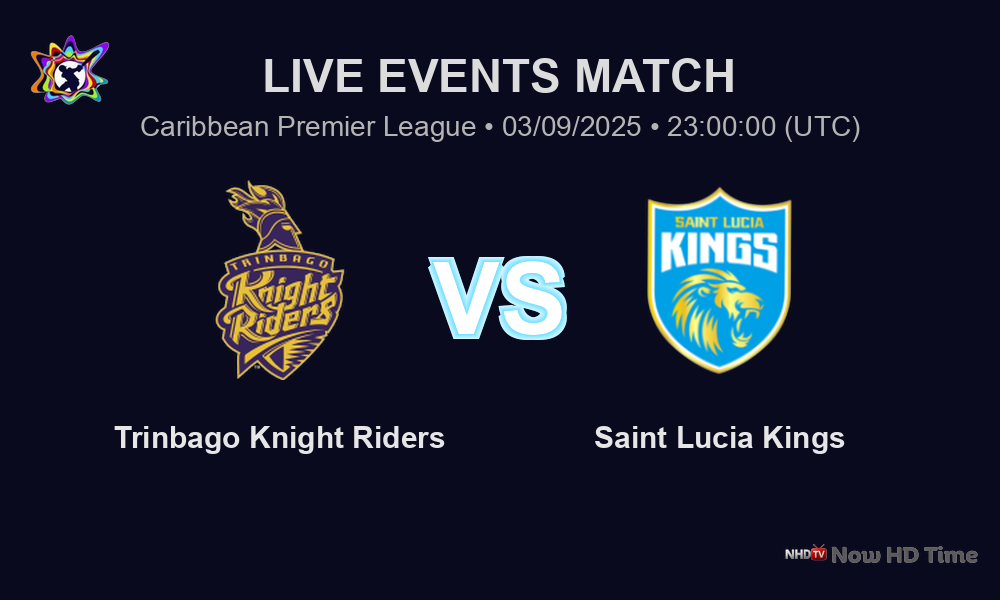 LIVE EVENTS MATCH
Caribbean Premier League • 03/09/2025 • 23:00:00 (UTC)
TRINBAGO
Knight
Riders
TM
VS
SAINT LUCIA
KINGS
Trinbago Knight Riders
Saint Lucia Kings
NHDTV Now HD Time